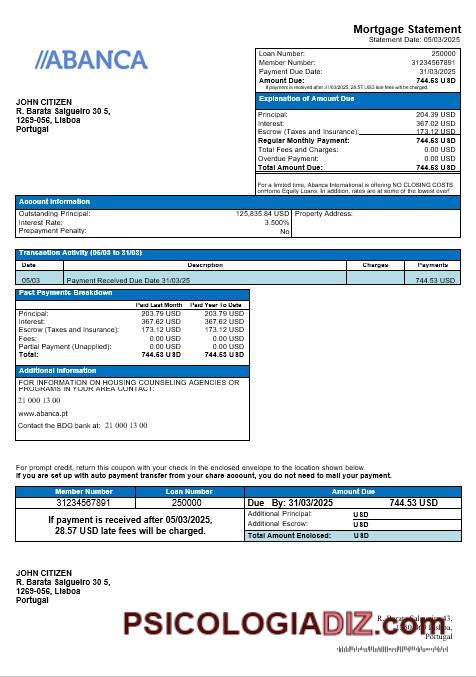 Mortgage Statement
Statement Date: 05/03/2025
//ABANCA
Loan Number: 250000
Member Number: 31234567891
Payment Due Date: 31/03/2025
Amount Due: 744.53 USD
If payment is received after 31/03/2025, 28.57 USD late fees will be charged.
JOHN CITIZEN
R. Barata Salgueiro 30 5,
1269-056, Lisboa
Portugal
Explanation of Amount Due
Principal: 204.39 USD
Interest: 367.02 USD
Escrow (Taxes and Insurance): 173.12 USD
Regular Monthly Payment: 744.53 USD
Total Fees and Charges: 0.00 USD
Overdue Payment: 0.00 USD
Total Amount Due: 744.53 USD
For a limited time, Abanca International is offering NO CLOSING COSTS
onHome Equity Loans. In addition, rates are at some of the lowest ever!
Account Information
Outstanding Principal: 125,835.84 USD Property Address:
Interest Rate: 3.500%
Prepayment Penalty: No
Transaction Activity (05/03 to 31/03)
Date Description Charges Payments
05/03 Payment Received Due Date 31/03/25 744.53 USD
Past Payments Breakdown
Paid Last Month Paid Year To Date
Principal: 203.79 USD 203.79 USD
Interest: 367.62 USD 367.62 USD
Escrow (Taxes and Insurance): 173.12 USD 173.12 USD
Fees: 0.00 USD 0.00 USD
Partial Payment (Unapplied): 0.00 USD 0.00 USD
Total: 744.53 USD 744.53 USD
Additional Information
FOR INFORMATION ON HOUSING COUNSELING AGENCIES OR
PROGRAMS IN YOUR AREA CONTACT:
21 000 13 00
www.abanca.pt
Contact the BDO bank at: 21 000 13 00
For prompt credit, return this coupon with your check in the enclosed envelope to the location shown below.
If you are set up with auto payment transfer from your share account, you do not need to mail your payment.
Member Number Loan Number Amount Due
31234567891 250000 Due By: 31/03/2025 744.53 USD
If payment is received after 05/03/2025,
28.57 USD late fees will be charged.
Additional Principal: USD
Additional Escrow: USD
Total Amount Enclosed: USD
JOHN CITIZEN
R. Barata Salgueiro 30 5,
1269-056, Lisboa
Portugal
PSICOLOGIADIZ.com
Portugal